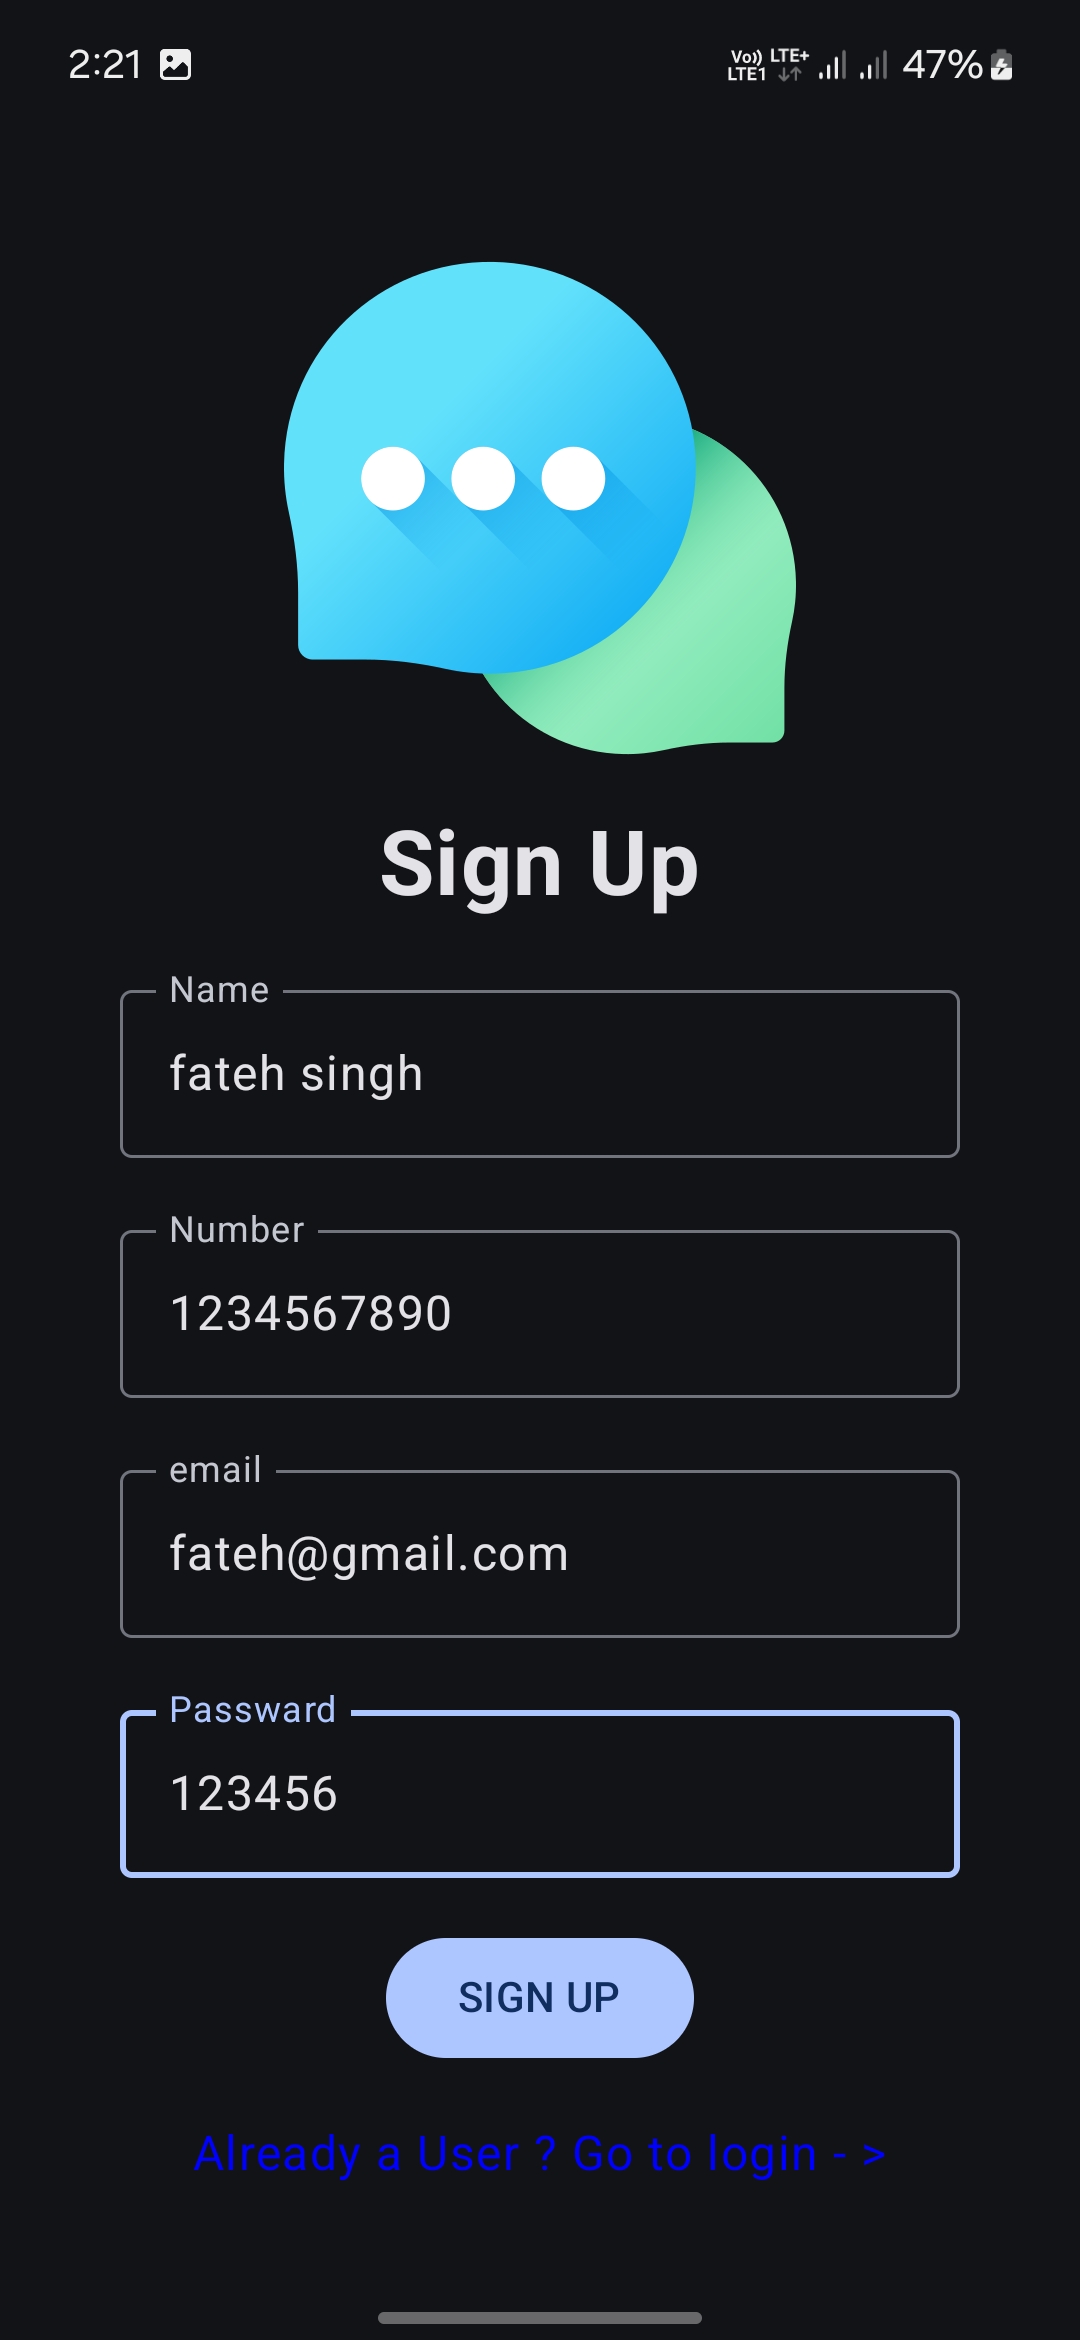 2:21 Vo)) LTE1 LTE+ 47%
Sign Up
Name
fateh singh
Number
1234567890
email
fateh@gmail.com
Passward
123456
SIGN UP
Already a User ? Go to login - >